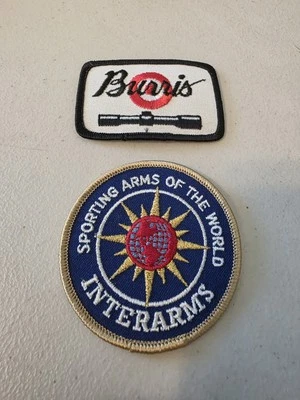 Burris
SPORTING ARMS OF THE WORLD
INTERARMS